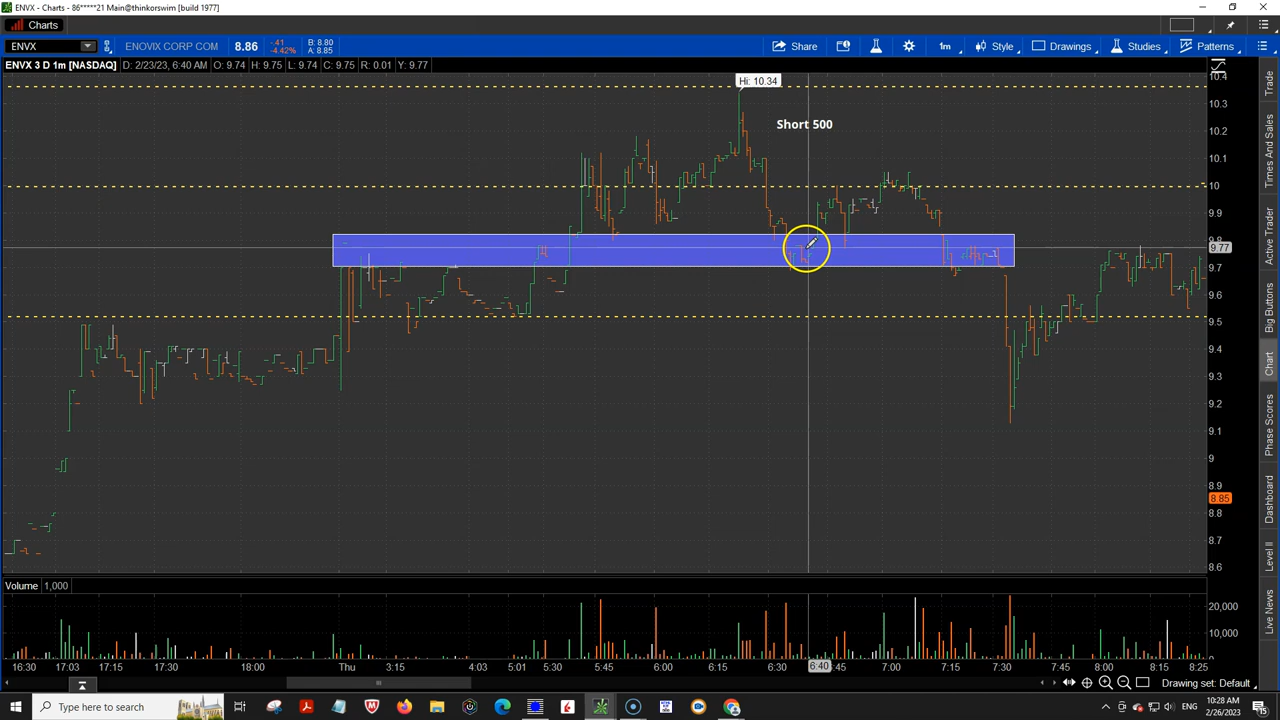 ENVX - Charts - 86*****21 Main@thinkorswim [build 1977]
Charts
ENVX
ENOVIX CORP COM
8.86
-.41
-4.42%
B: 8.80
A: 8.85
Share
1m
Style
Drawings
Studies
Patterns
ENVX 3 D 1m [NASDAQ]
D: 2/23/23, 6:40 AM
O: 9.74
H: 9.75
L: 9.74
C: 9.75
R: 0.01
Y: 9.77
Hi: 10.34
Short 500
10.4
10.3
10.2
10.1
10
9.9
9.8
9.77
9.7
9.6
9.5
9.4
9.3
9.2
9.1
9
8.9
8.85
8.8
8.7
8.6
Trade
Times And Sales
Active Trader
Big Buttons
Chart
Phase Scores
Dashboard
Level II
Live News
Volume
1,000
20,000
10,000
16:30
17:03
17:15
17:30
18:00
Thu
3:15
4:03
5:01
5:30
5:45
6:00
6:15
6:30
6:40
:45
7:00
7:15
7:30
7:45
8:00
8:15
8:25
Drawing set: Default
Type here to search
ENG
10:28 AM
2/26/2023
15